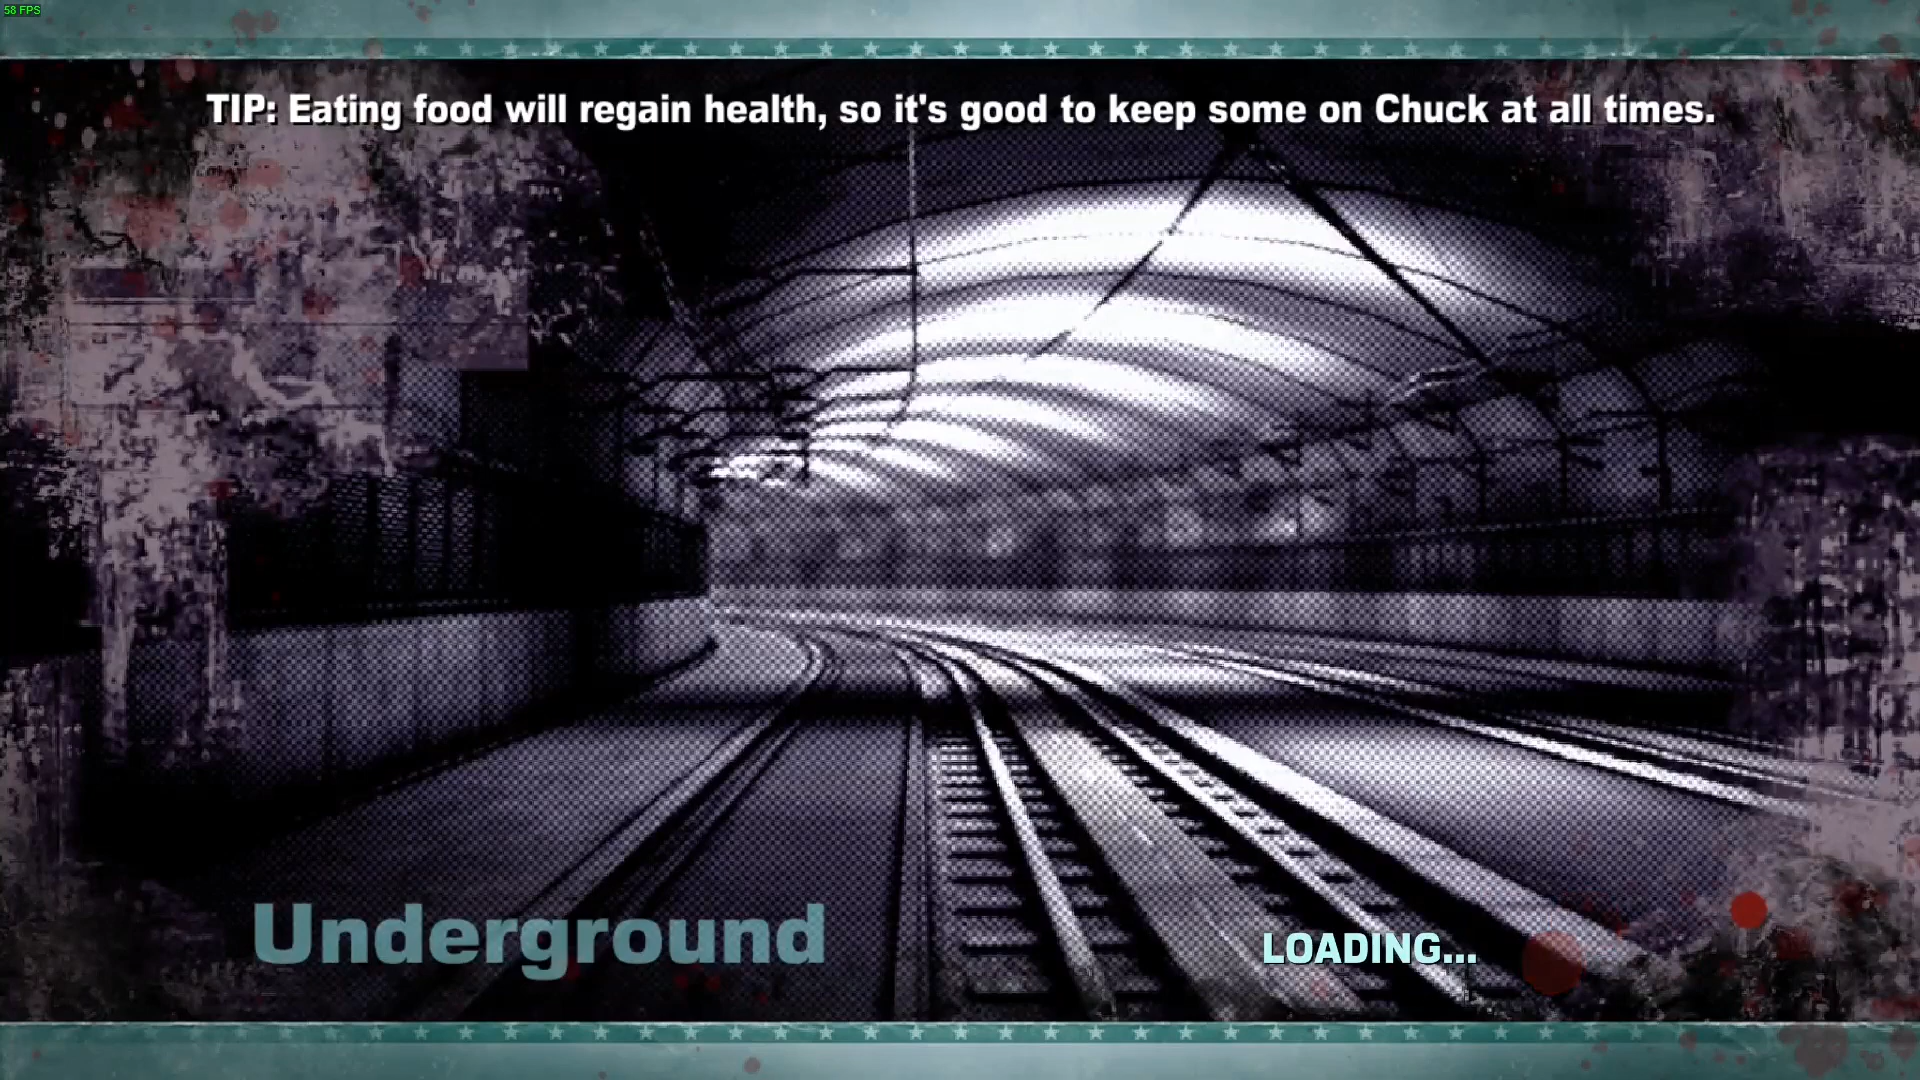 58 FPS
TIP: Eating food will regain health, so it's good to keep some on Chuck at all times.
Underground
LOADING...